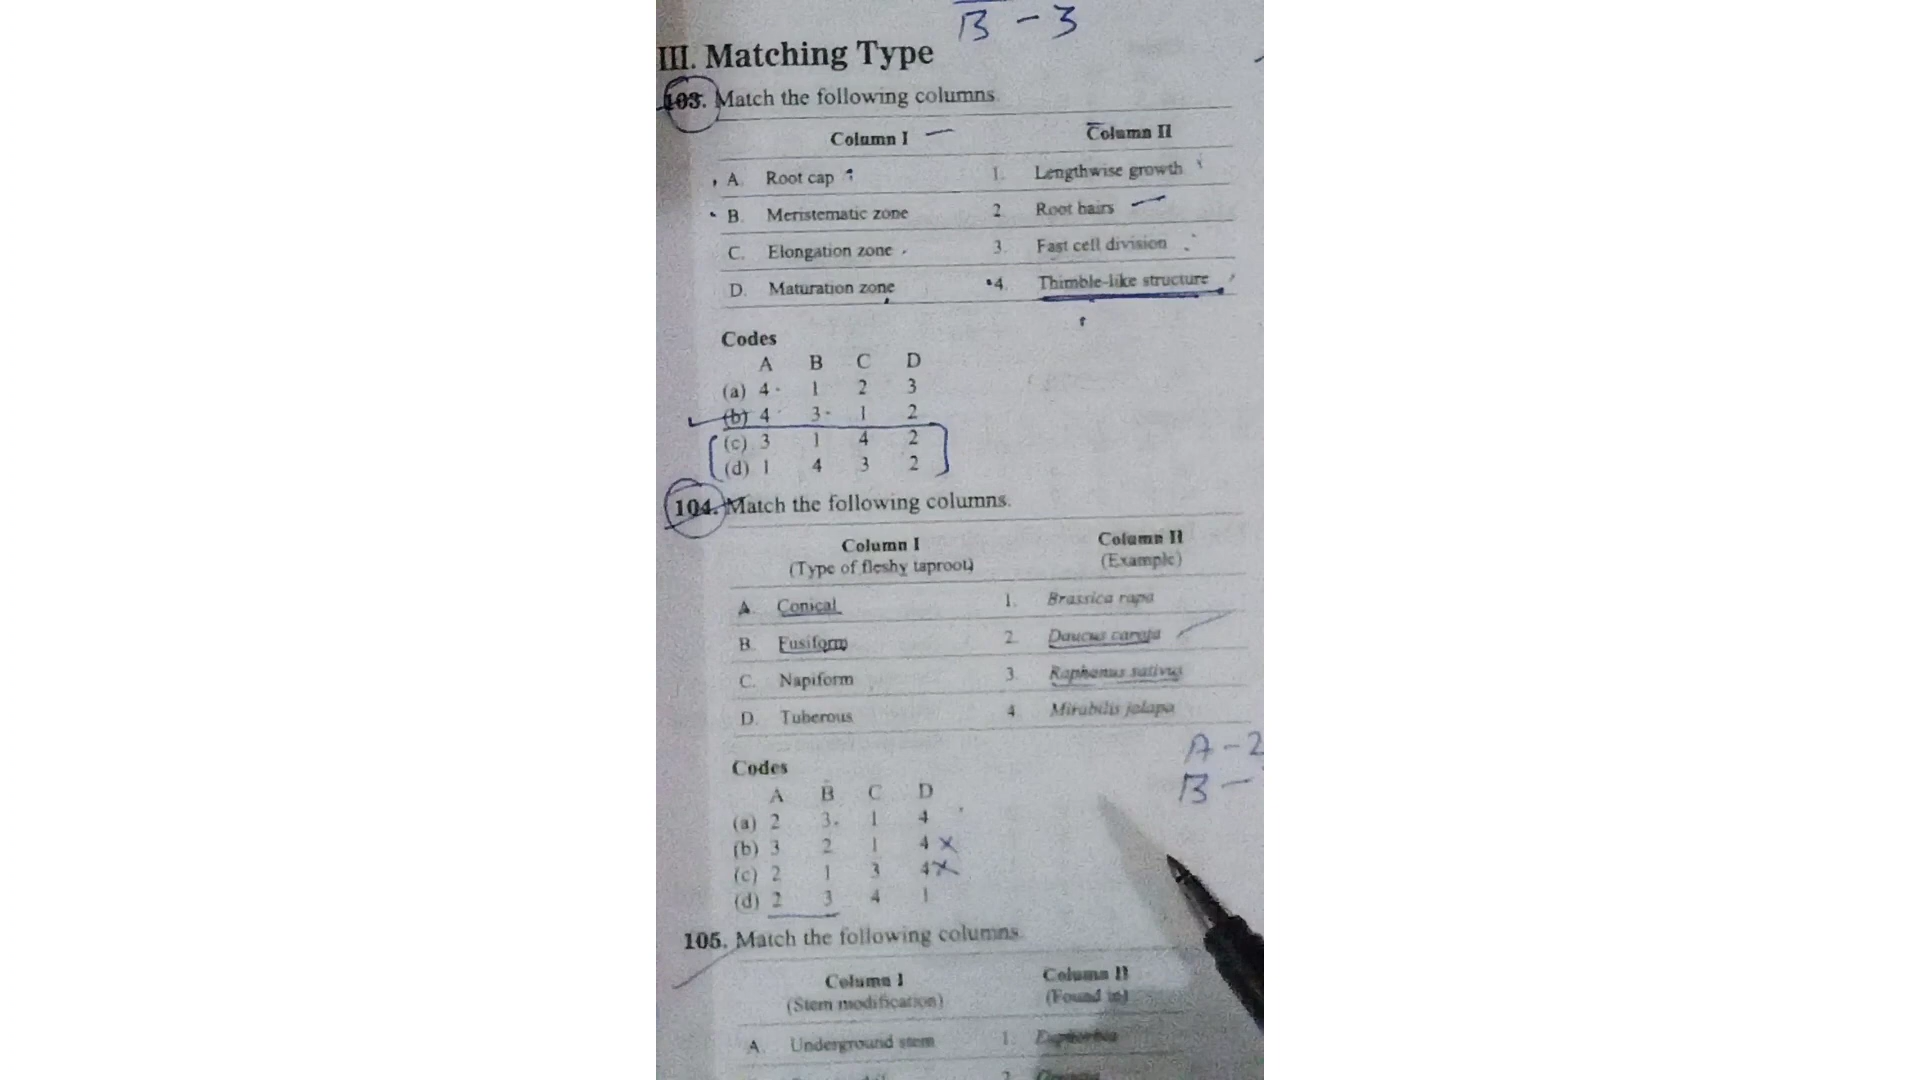 B - 3
III. Matching Type
103. Match the following columns.
Column I Column II
A. Root cap 1. Lengthwise growth
B. Meristematic zone 2. Root hairs
C. Elongation zone 3. Fast cell division
D. Maturation zone 4. Thimble-like structure
Codes
A B C D
(a) 4 1 2 3
(b) 4 3 1 2
(c) 3 1 4 2
(d) 1 4 3 2
104. Match the following columns.
Column I Column II
(Type of fleshy taproot) (Example)
A. Conical 1. Brassica rapa
B. Fusiform 2. Daucus carota
C. Napiform 3. Raphanus sativus
D. Tuberous 4 Mirabilis jalapa
A - 2
B -
Codes
A B C D
(a) 2 3 1 4
(b) 3 2 1 4
(c) 2 1 3 4
(d) 2 3 4 1
105. Match the following columns
Column I Column II
(Stem modification) (Found in)
A. Underground stem 1. Euphorbia
2.